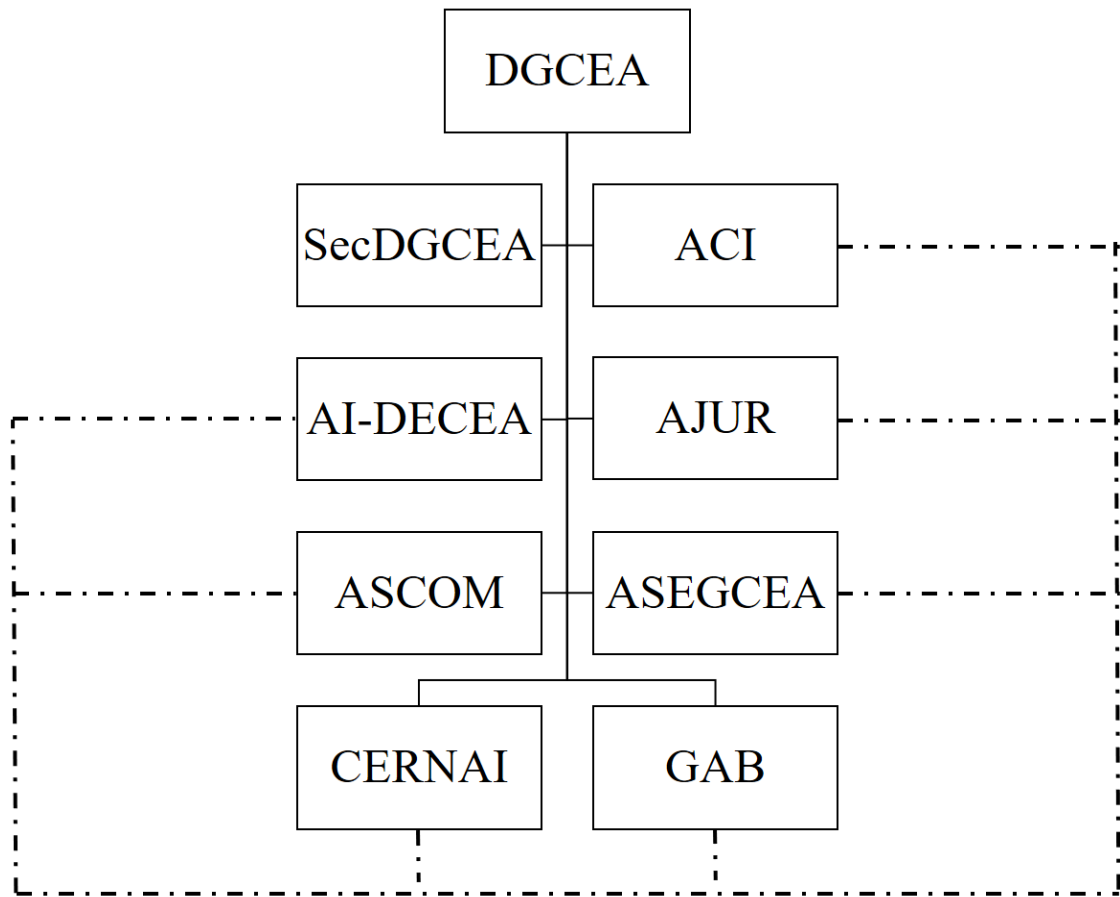 DGCEA
SecDGCEA
ACI
AI-DECEA
AJUR
ASCOM
ASEGCEA
CERNAI
GAB